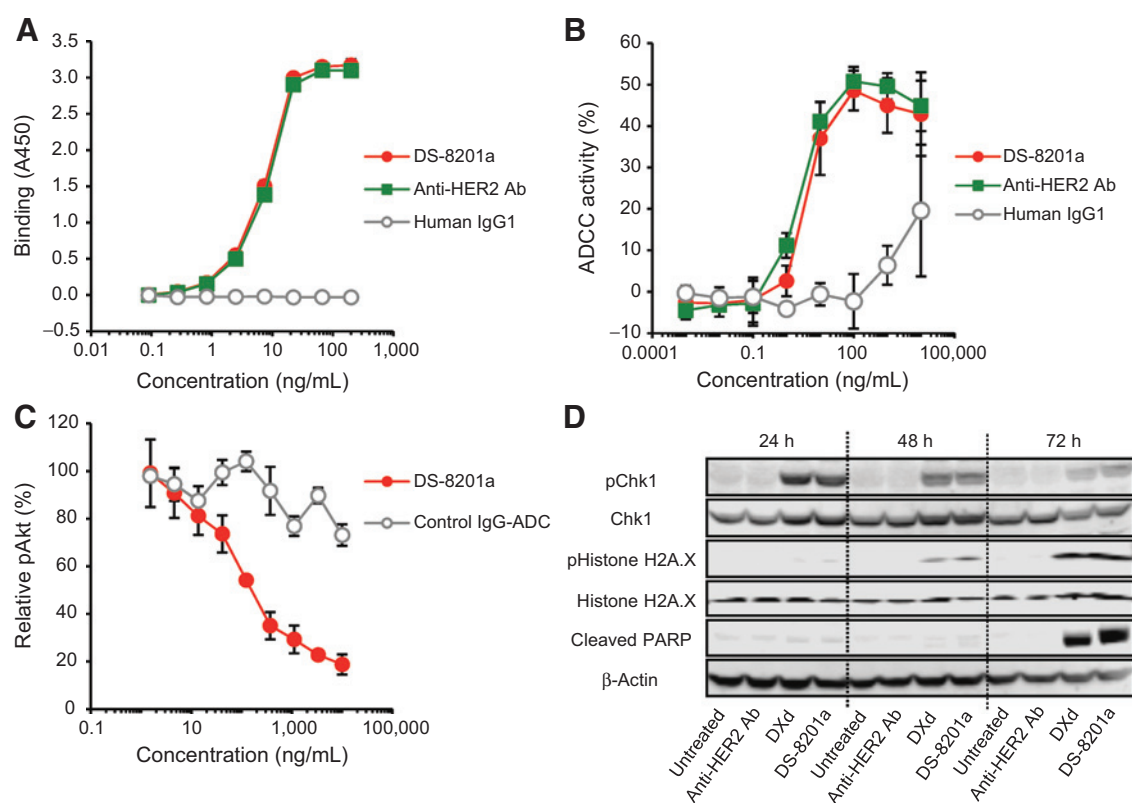 A
3.5
3.0
2.5
2.0
1.5
1.0
0.5
0.0
−0.5
0.01
0.1
1
10
100
1,000
Binding (A450)
Concentration (ng/mL)
DS-8201a
Anti-HER2 Ab
Human IgG1
B
60
50
40
30
20
10
0
−10
0.0001
0.1
100
100,000
ADCC activity (%)
Concentration (ng/mL)
DS-8201a
Anti-HER2 Ab
Human IgG1
C
120
100
80
60
40
20
0
0.1
10
1,000
100,000
Relative pAkt (%)
Concentration (ng/mL)
DS-8201a
Control IgG-ADC
D
24 h
48 h
72 h
pChk1
Chk1
pHistone H2A.X
Histone H2A.X
Cleaved PARP
β-Actin
Untreated
Anti-HER2 Ab
DXd
DS-8201a
Untreated
Anti-HER2 Ab
DXd
DS-8201a
Untreated
Anti-HER2 Ab
DXd
DS-8201a